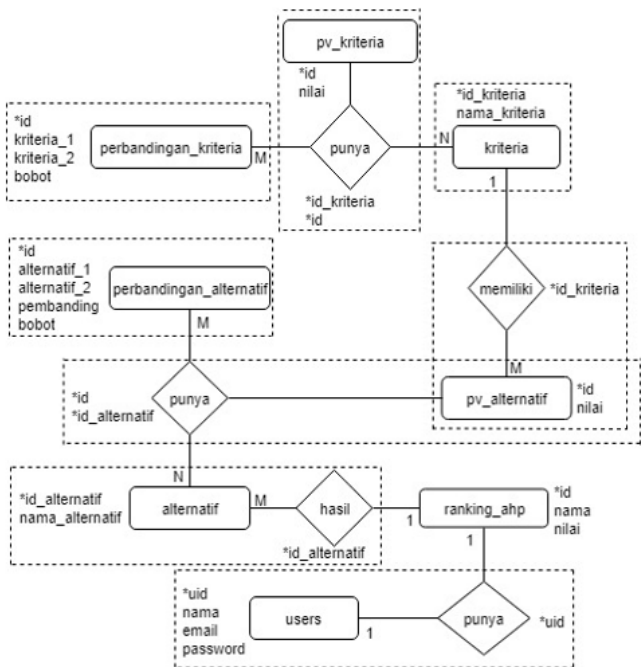 pv_kriteria
*id
nilai
*id_kriteria
nama_kriteria
*id
kriteria_1
kriteria_2
bobot
perbandingan_kriteria
M
punya
N
kriteria
1
*id_kriteria
*id
*id
alternatif_1
alternatif_2
pembanding
bobot
perbandingan_alternatif
M
memiliki
*id_kriteria
M
*id
*id_alternatif
punya
pv_alternatif
*id
nilai
N
*id_alternatif
nama_alternatif
alternatif
M
hasil
*id_alternatif
1
ranking_ahp
*id
nama
nilai
1
*uid
nama
email
password
users
1
punya
*uid